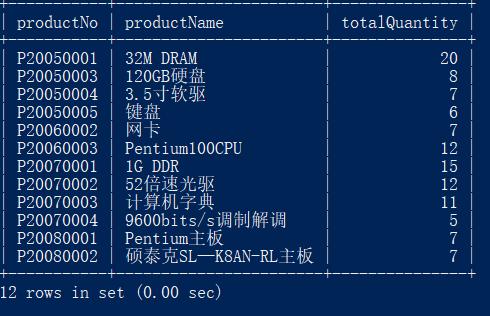 productNo | productName | totalQuantity
P20050001 | 32M DRAM | 20
P20050003 | 120GB硬盘 | 8
P20050004 | 3.5寸软驱 | 7
P20050005 | 键盘 | 6
P20060002 | 网卡 | 7
P20060003 | Pentium100CPU | 12
P20070001 | 1G DDR | 15
P20070002 | 52倍速光驱 | 12
P20070003 | 计算机字典 | 11
P20070004 | 9600bits/s调制解调 | 5
P20080001 | Pentium主板 | 7
P20080002 | 硕泰克SL—K8AN-RL主板 | 7
12 rows in set (0.00 sec)